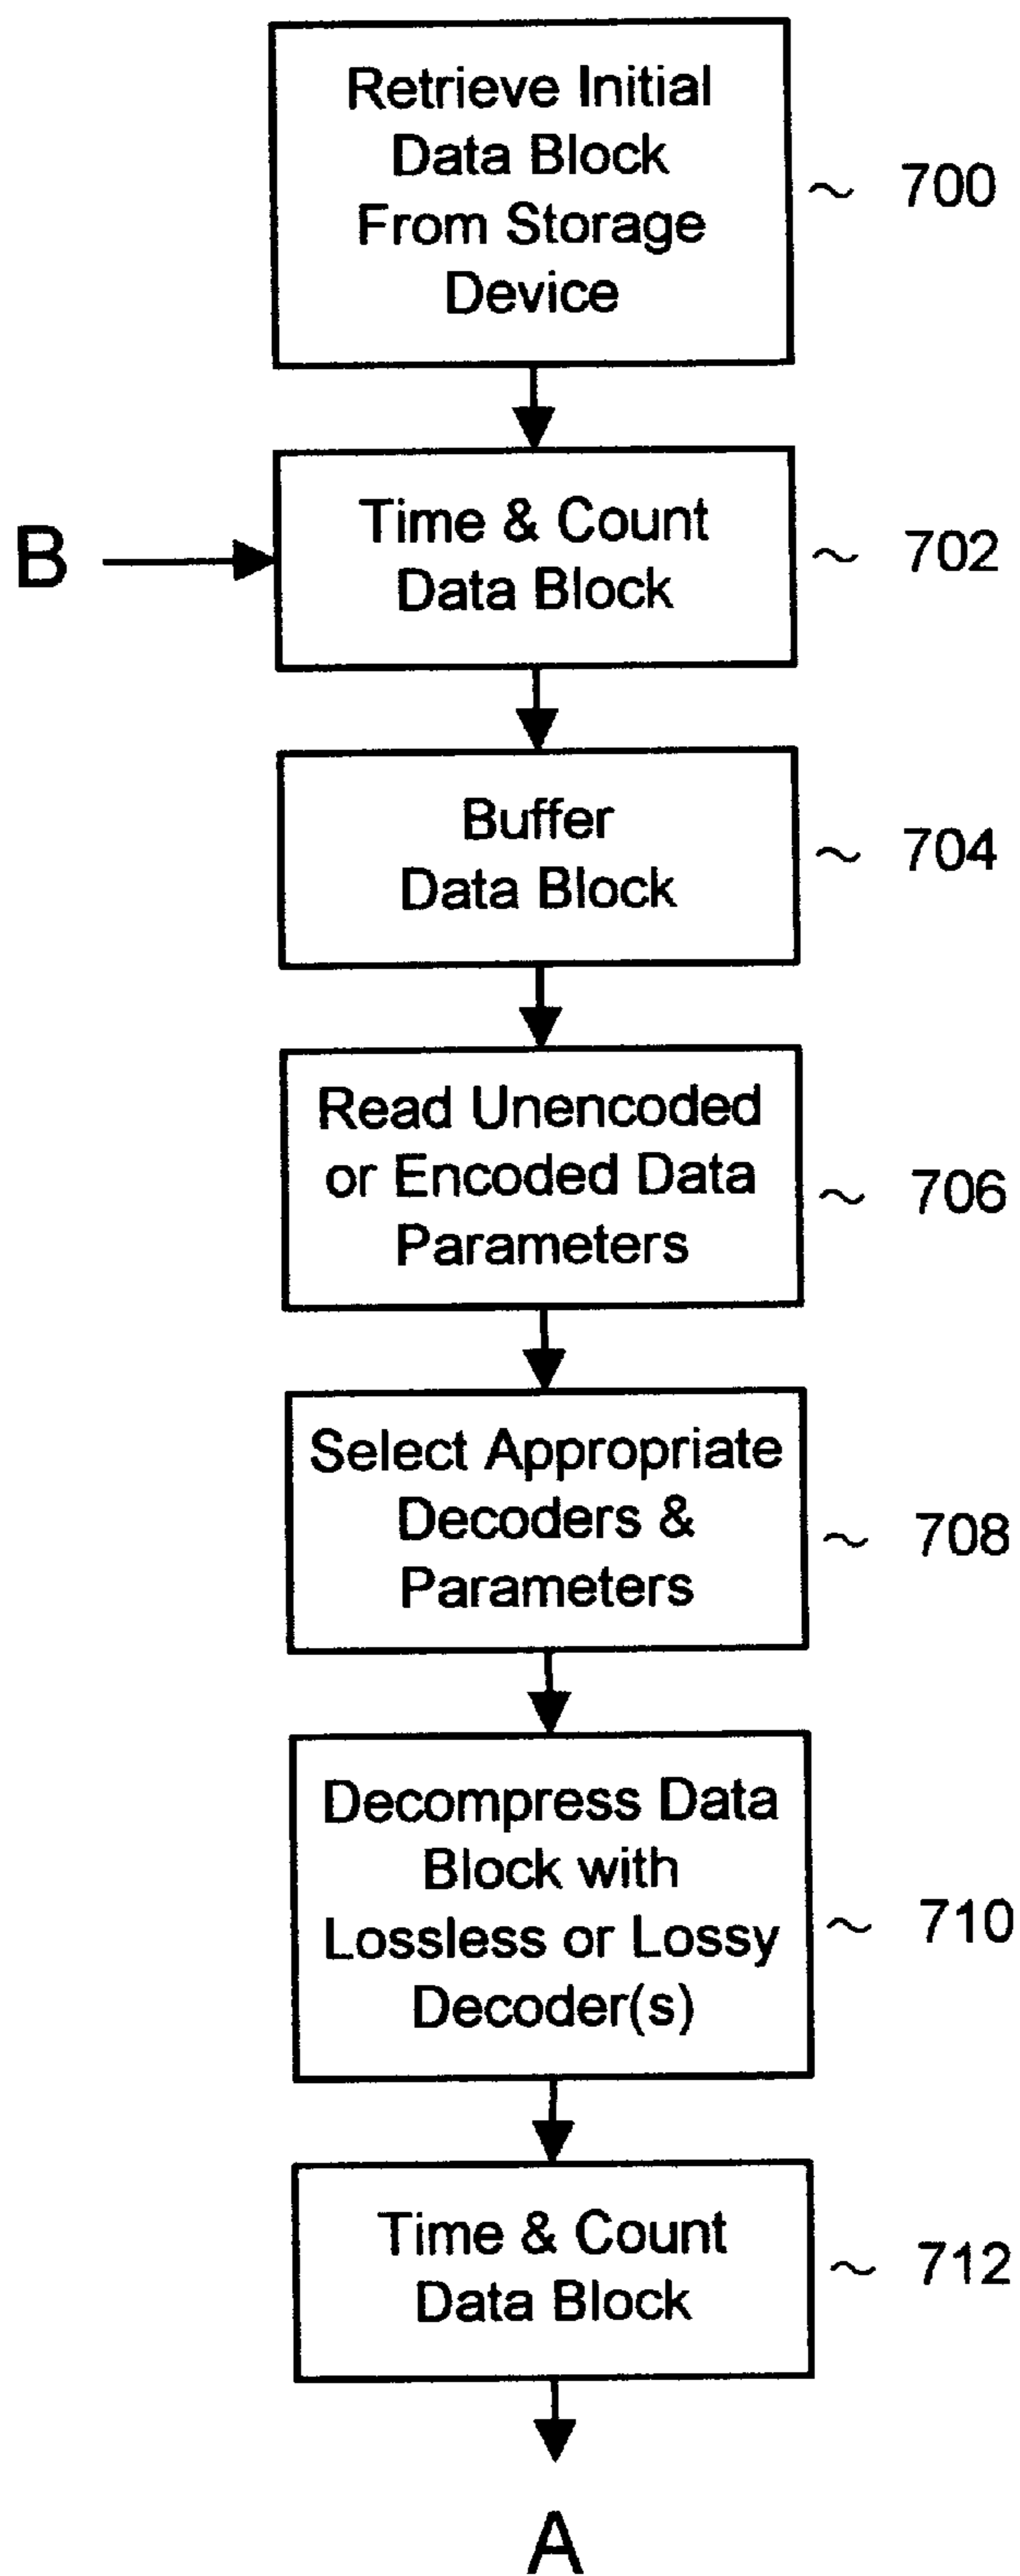 Retrieve Initial
Data Block
From Storage
Device
~ 700
B
Time & Count
Data Block
~ 702
Buffer
Data Block
~ 704
Read Unencoded
or Encoded Data
Parameters
~ 706
Select Appropriate
Decoders &
Parameters
~ 708
Decompress Data
Block with
Lossless or Lossy
Decoder(s)
~ 710
Time & Count
Data Block
~ 712
A